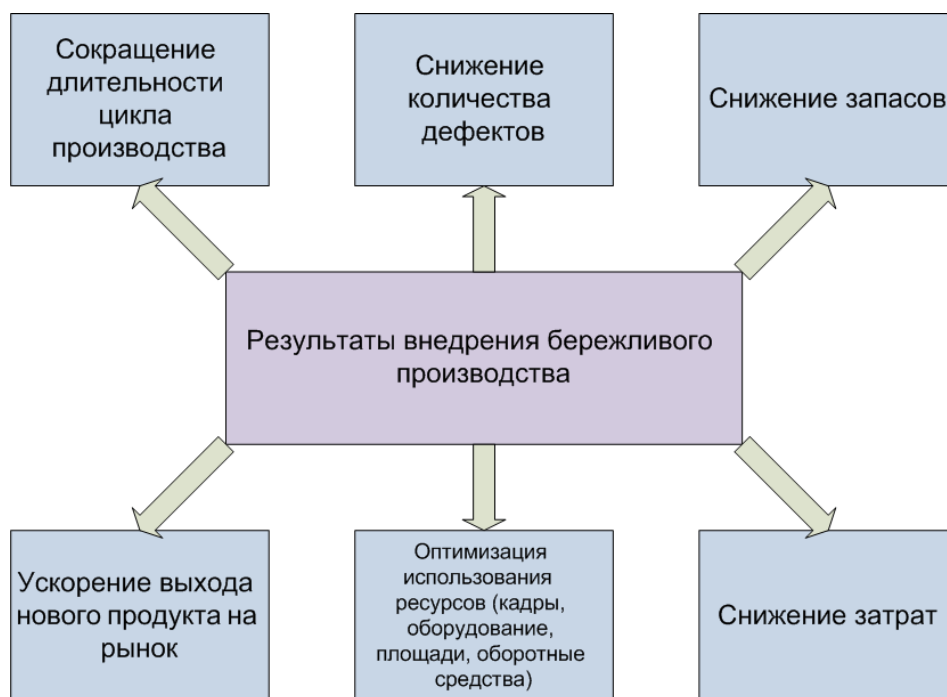 Сокращение
длительности
цикла
производства
Снижение
количества
дефектов
Снижение запасов
Результаты внедрения бережливого
производства
Ускорение выхода
нового продукта на
рынок
Оптимизация
использования
ресурсов (кадры,
оборудование,
площади, оборотные
средства)
Снижение затрат